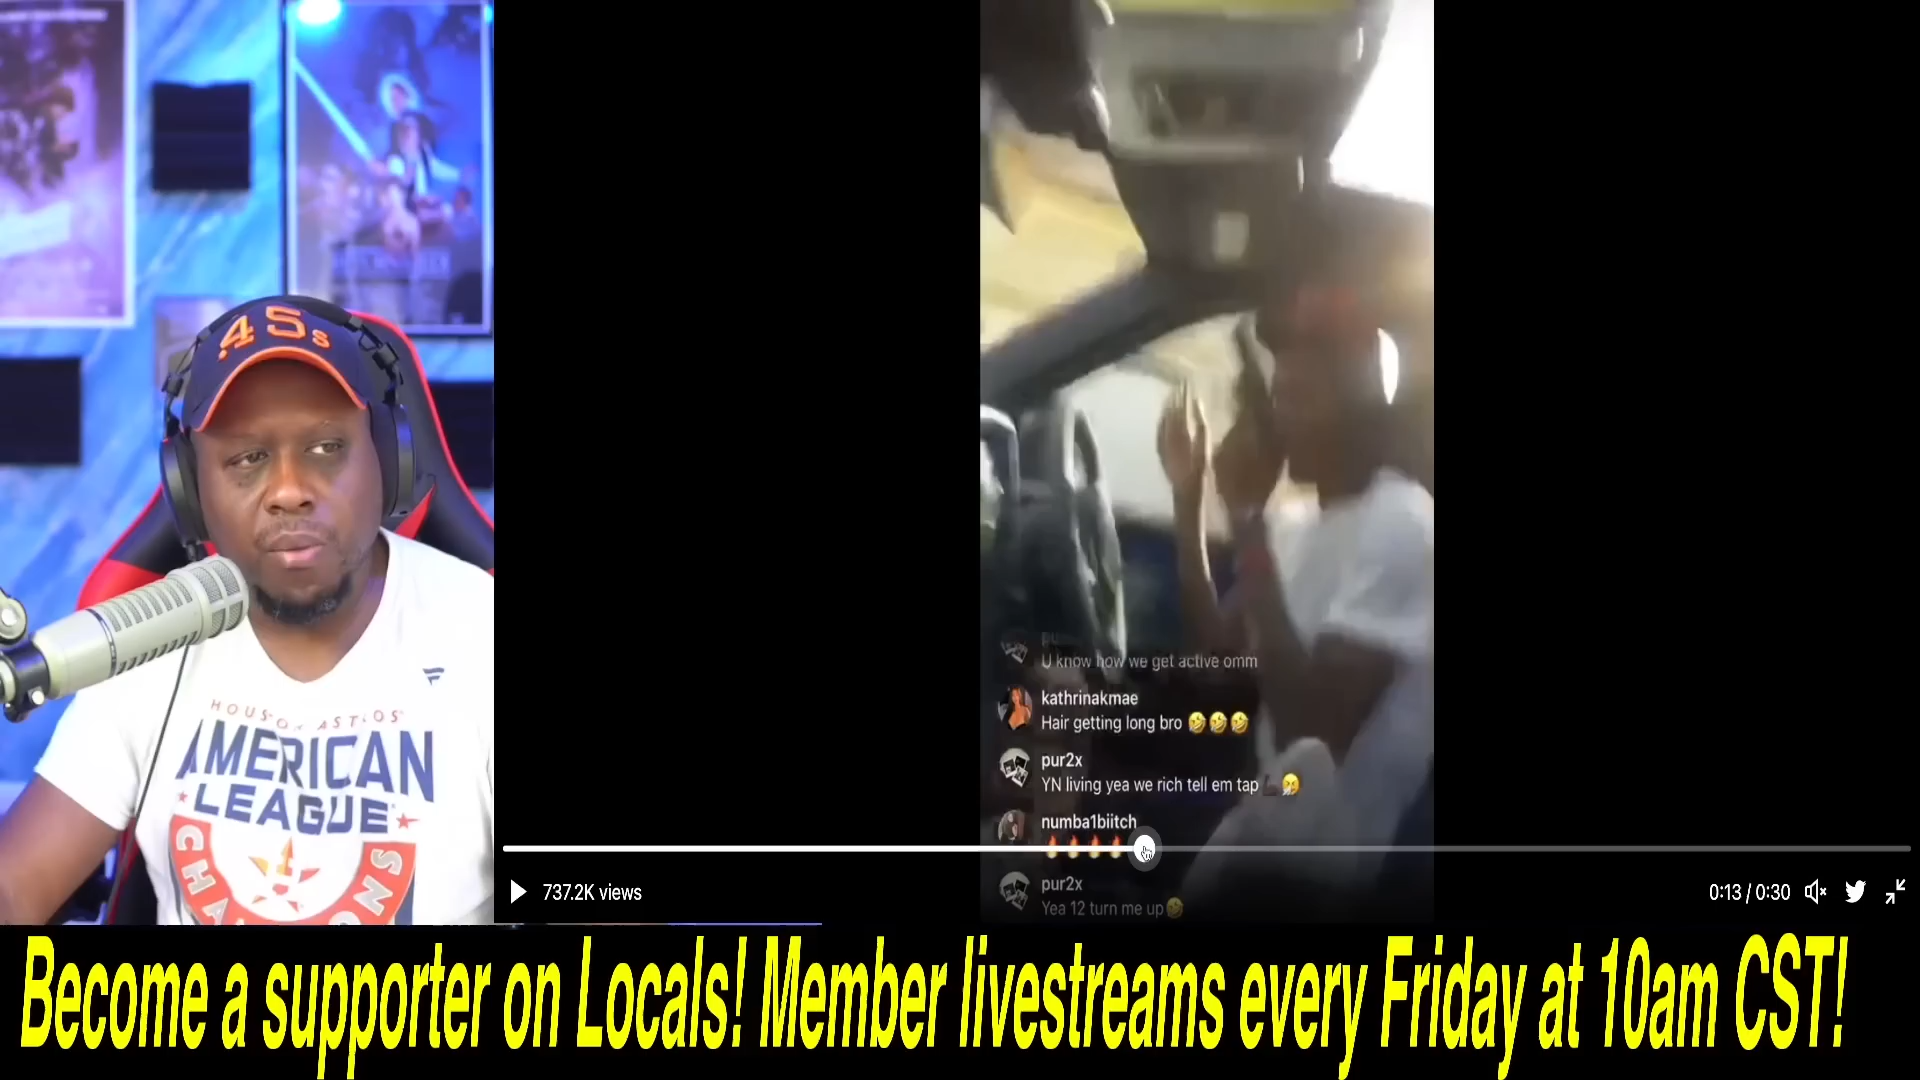 .45s
HOUSTON ASTROS
AMERICAN
LEAGUE
CHAMPIONS
U know how we get active omm
kathrinakmae
Hair getting long bro 🤣🤣🤣
pur2x
YN living yea we rich tell em tap
numba1biitch
🔥🔥🔥🔥
pur2x
Yea 12 turn me up
737.2K views
0:13 / 0:30
Become a supporter on Locals! Member livestreams every Friday at 10am CST!